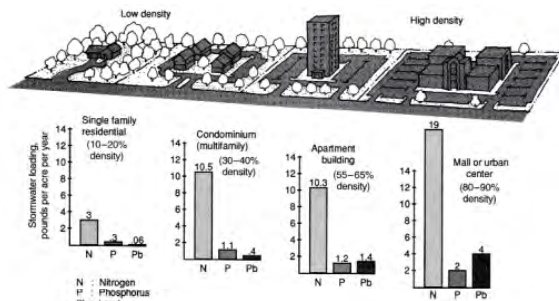 Low density
High density
Single family
residential
(10–20%
density)
Condominium
(multifamily)
(30–40%
density)
Apartment
building
(55–65%
density)
Mall or urban
center
(80–90%
density)
Stormwater loading,
pounds per acre per year
14
12
10
8
6
4
2
3
.3
.06
N P Pb
14
12
10
8
6
4
2
10.5
1.1
.4
N P Pb
14
12
10
8
6
4
2
10.3
1.2
1.4
N P Pb
19
14
12
10
8
6
4
2
2
4
N P Pb
N : Nitrogen
P : Phosphorus